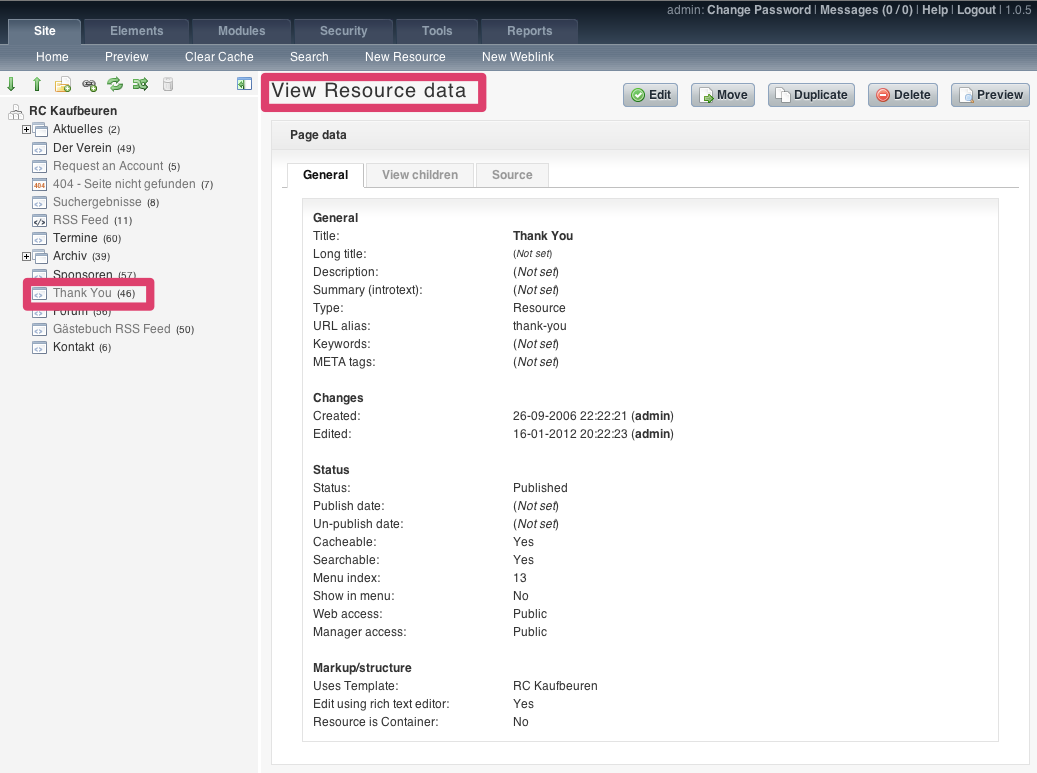 admin: Change Password | Messages (0 / 0) | Help | Logout | 1.0.5
Site Elements Modules Security Tools Reports
Home Preview Clear Cache Search New Resource New Weblink
RC Kaufbeuren
Aktuelles (2)
Der Verein (49)
Request an Account (5)
404 404 - Seite nicht gefunden (7)
Suchergebnisse (8)
RSS Feed (11)
Termine (60)
Archiv (39)
Sponsoren (57)
Thank You (46)
Forum (56)
Gästebuch RSS Feed (50)
Kontakt (6)
View Resource data
Edit Move Duplicate Delete Preview
Page data
General View children Source
General
Title: Thank You
Long title: (Not set)
Description: (Not set)
Summary (introtext): (Not set)
Type: Resource
URL alias: thank-you
Keywords: (Not set)
META tags: (Not set)
Changes
Created: 26-09-2006 22:22:21 (admin)
Edited: 16-01-2012 20:22:23 (admin)
Status
Status: Published
Publish date: (Not set)
Un-publish date: (Not set)
Cacheable: Yes
Searchable: Yes
Menu index: 13
Show in menu: No
Web access: Public
Manager access: Public
Markup/structure
Uses Template: RC Kaufbeuren
Edit using rich text editor: Yes
Resource is Container: No